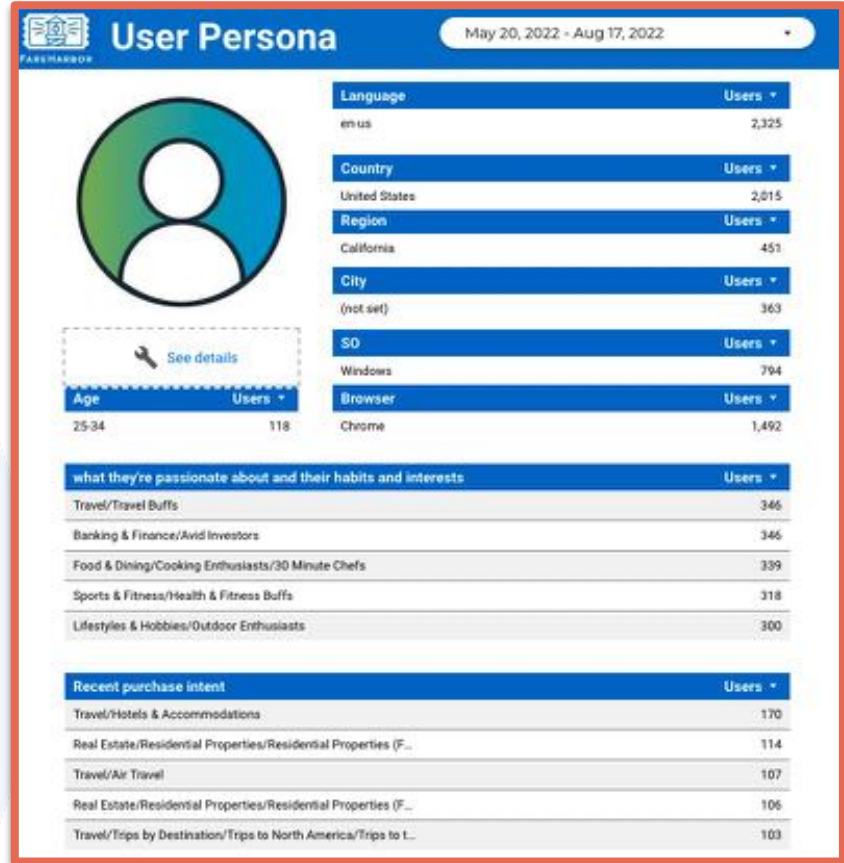 FAREHARBOR
User Persona
May 20, 2022 - Aug 17, 2022
Language Users
en-us 2,325
Country Users
United States 2,015
Region Users
California 451
City Users
(not set) 363
SO Users
Windows 794
Browser Users
Chrome 1,492
See details
Age Users
25-34 118
what they're passionate about and their habits and interests Users
Travel/Travel Buffs 346
Banking & Finance/Avid Investors 346
Food & Dining/Cooking Enthusiasts/30 Minute Chefs 339
Sports & Fitness/Health & Fitness Buffs 318
Lifestyles & Hobbies/Outdoor Enthusiasts 300
Recent purchase intent Users
Travel/Hotels & Accommodations 170
Real Estate/Residential Properties/Residential Properties (F... 114
Travel/Air Travel 107
Real Estate/Residential Properties/Residential Properties (F... 106
Travel/Trips by Destination/Trips to North America/Trips to t... 103